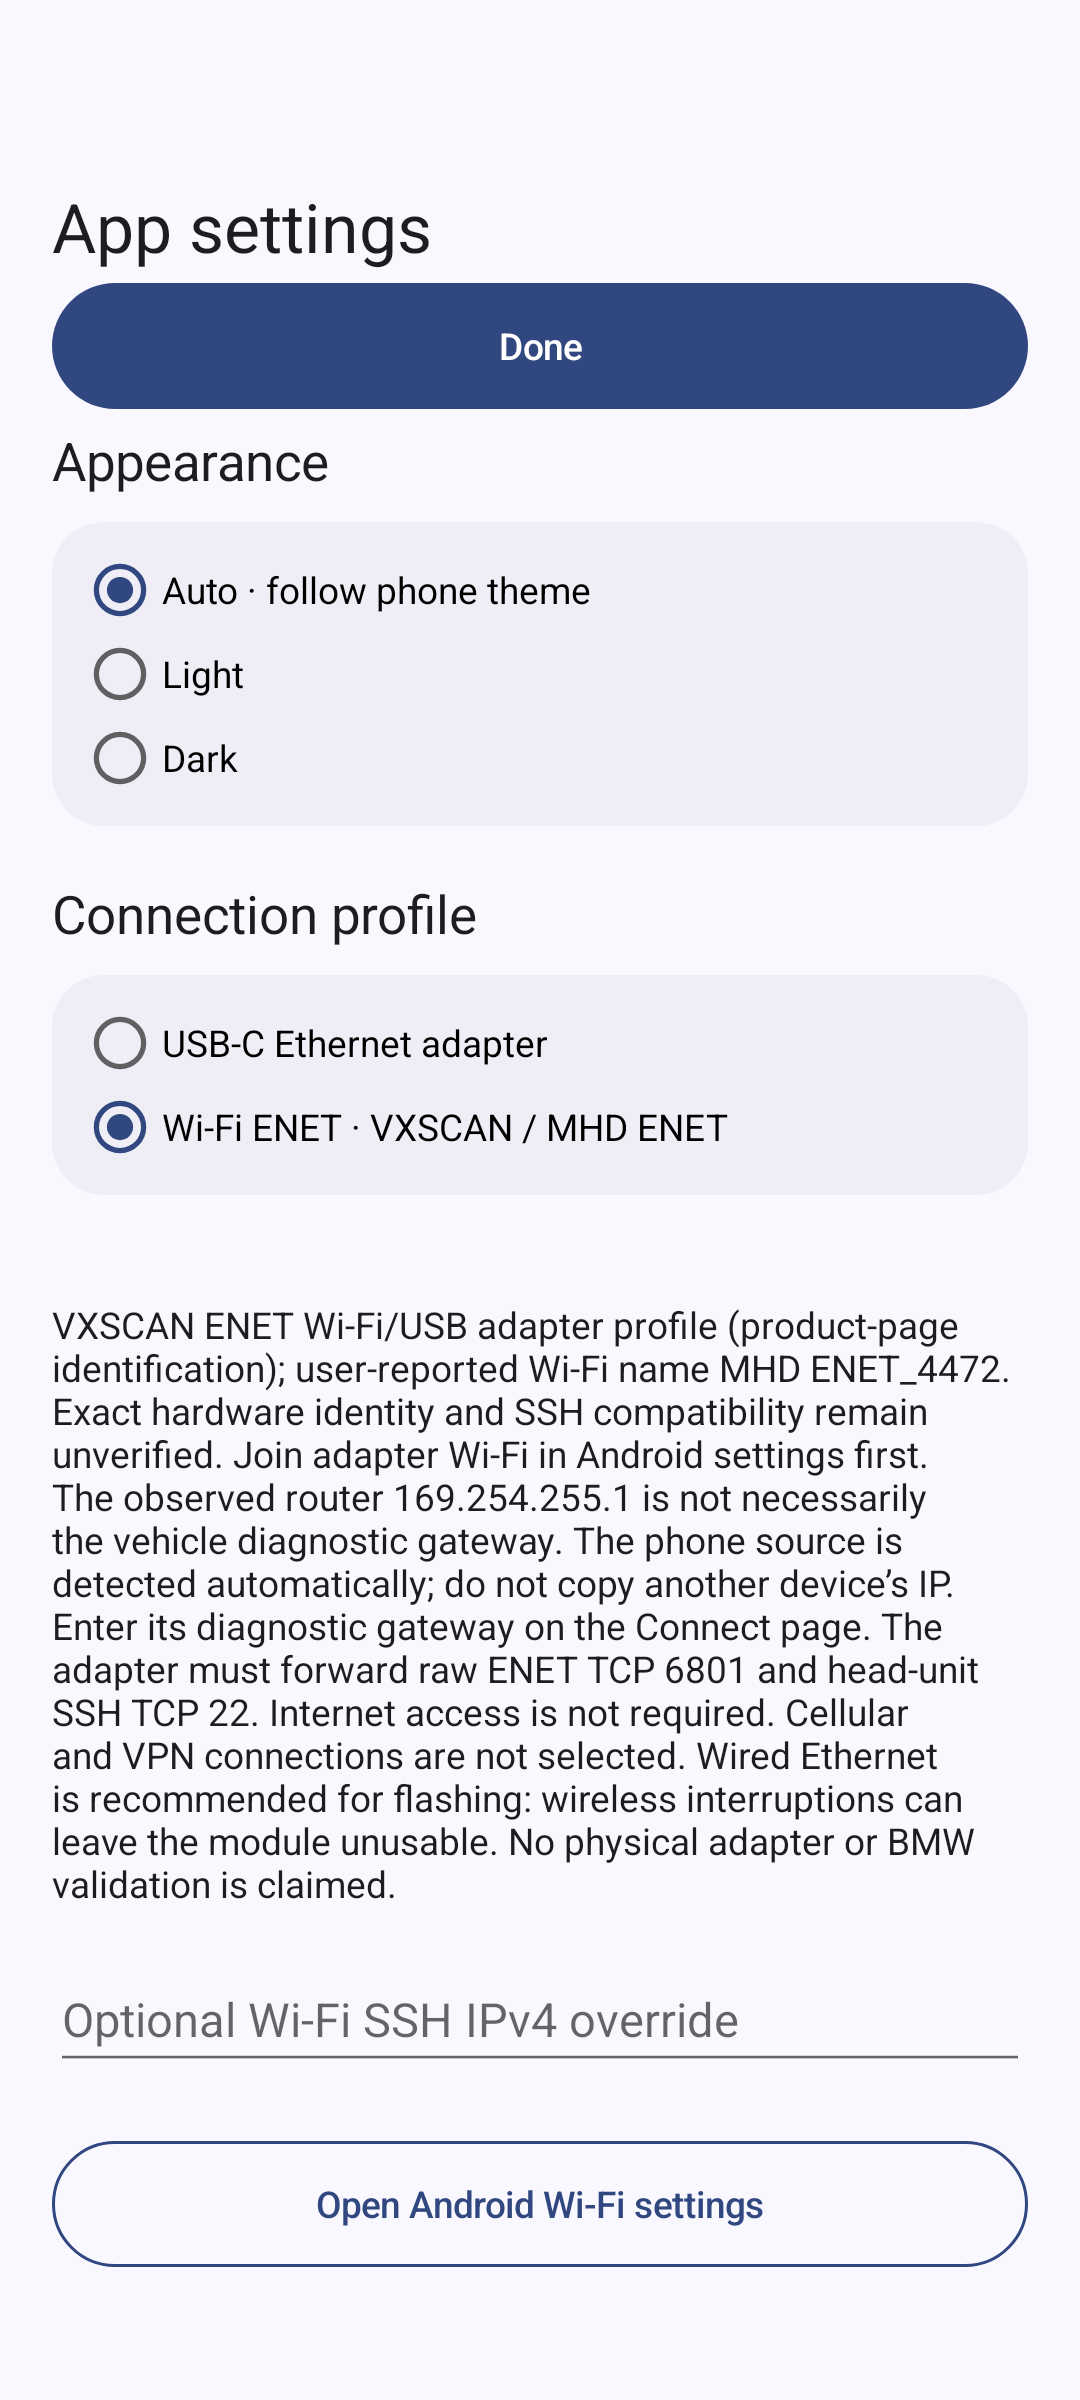 App settings
Done
Appearance
Auto · follow phone theme
Light
Dark
Connection profile
USB-C Ethernet adapter
Wi-Fi ENET · VXSCAN / MHD ENET
VXSCAN ENET Wi-Fi/USB adapter profile (product-page
identification); user-reported Wi-Fi name MHD ENET_4472.
Exact hardware identity and SSH compatibility remain
unverified. Join adapter Wi-Fi in Android settings first.
The observed router 169.254.255.1 is not necessarily
the vehicle diagnostic gateway. The phone source is
detected automatically; do not copy another device’s IP.
Enter its diagnostic gateway on the Connect page. The
adapter must forward raw ENET TCP 6801 and head-unit
SSH TCP 22. Internet access is not required. Cellular
and VPN connections are not selected. Wired Ethernet
is recommended for flashing: wireless interruptions can
leave the module unusable. No physical adapter or BMW
validation is claimed.
Optional Wi-Fi SSH IPv4 override
Open Android Wi-Fi settings